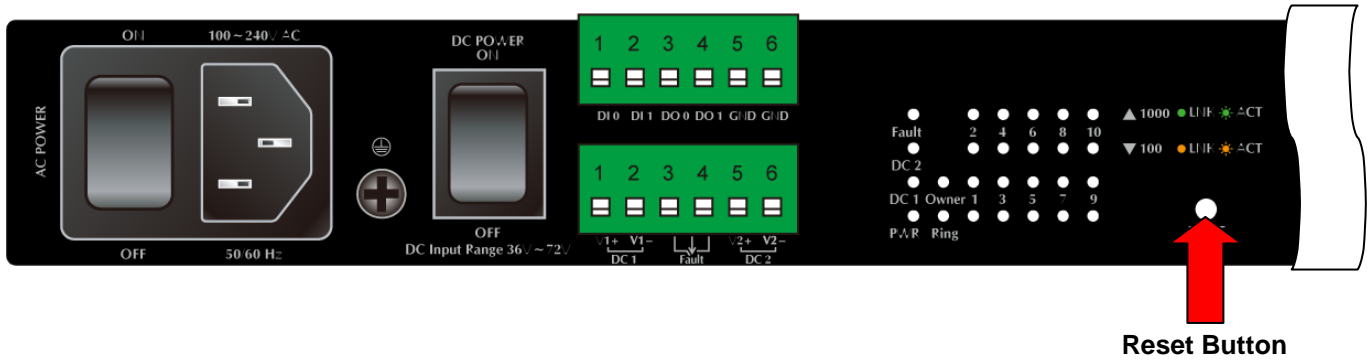 ON 100~240V AC
AC POWER
OFF 50/60 Hz
DC POWER
ON
OFF
DC Input Range 36V~72V
1 2 3 4 5 6
DI 0 DI 1 DO 0 DO 1 GND GND
1 2 3 4 5 6
V1+ V1- V2+ V2-
DC 1 Fault DC 2
Fault 2 4 6 8 10
DC 2
DC 1 Owner 1 3 5 7 9
PWR Ring
1000 LNK ACT
100 LNK ACT
Reset Button